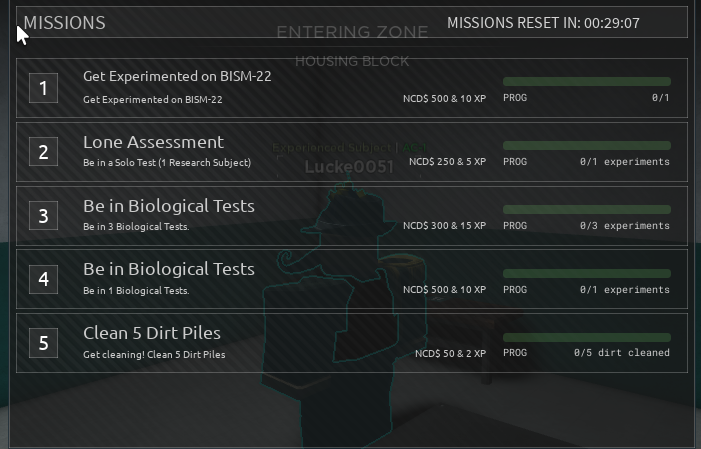 MISSIONS
ENTERING ZONE
MISSIONS RESET IN: 00:29:07
HOUSING BLOCK
1
Get Experimented on BISM-22
Get Experimented on BISM-22
NCD$ 500 & 10 XP
PROG
0/1
Experienced Subject |
Lucke0051
2
Lone Assessment
Be in a Solo Test (1 Research Subject)
NCD$ 250 & 5 XP
PROG
0/1 experiments
3
Be in Biological Tests
Be in 3 Biological Tests.
NCD$ 300 & 15 XP
PROG
0/3 experiments
4
Be in Biological Tests
Be in 1 Biological Tests.
NCD$ 500 & 10 XP
PROG
0/1 experiments
5
Clean 5 Dirt Piles
Get cleaning! Clean 5 Dirt Piles
NCD$ 50 & 2 XP
PROG
0/5 dirt cleaned